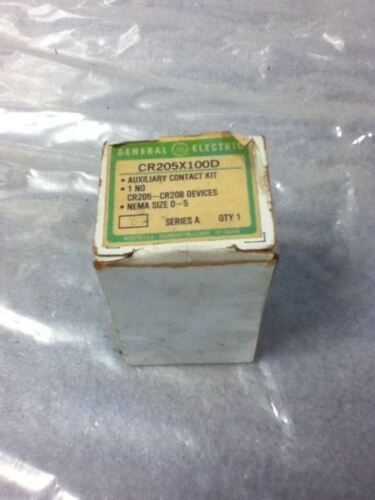 GENERAL ELECTRIC
CR205X100D
• AUXILIARY CONTACT KIT
• 1 NO
CR205-CR208 DEVICES
• NEMA SIZE 0-5
SERIES A QTY 1